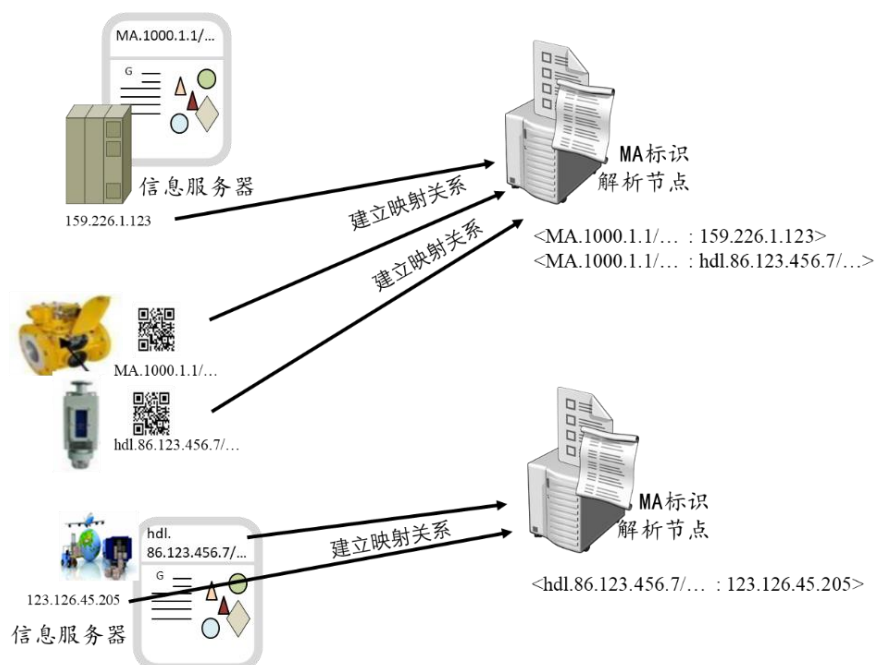 MA.1000.1.1/…
G
信息服务器
159.226.1.123
建立映射关系
建立映射关系
MA标识
解析节点
<MA.1000.1.1/… : 159.226.1.123>
<MA.1000.1.1/… : hdl.86.123.456.7/…>
MA.1000.1.1/…
hdl.86.123.456.7/…
hdl.
86.123.456.7/…
G
123.126.45.205
信息服务器
建立映射关系
MA标识
解析节点
<hdl.86.123.456.7/… : 123.126.45.205>